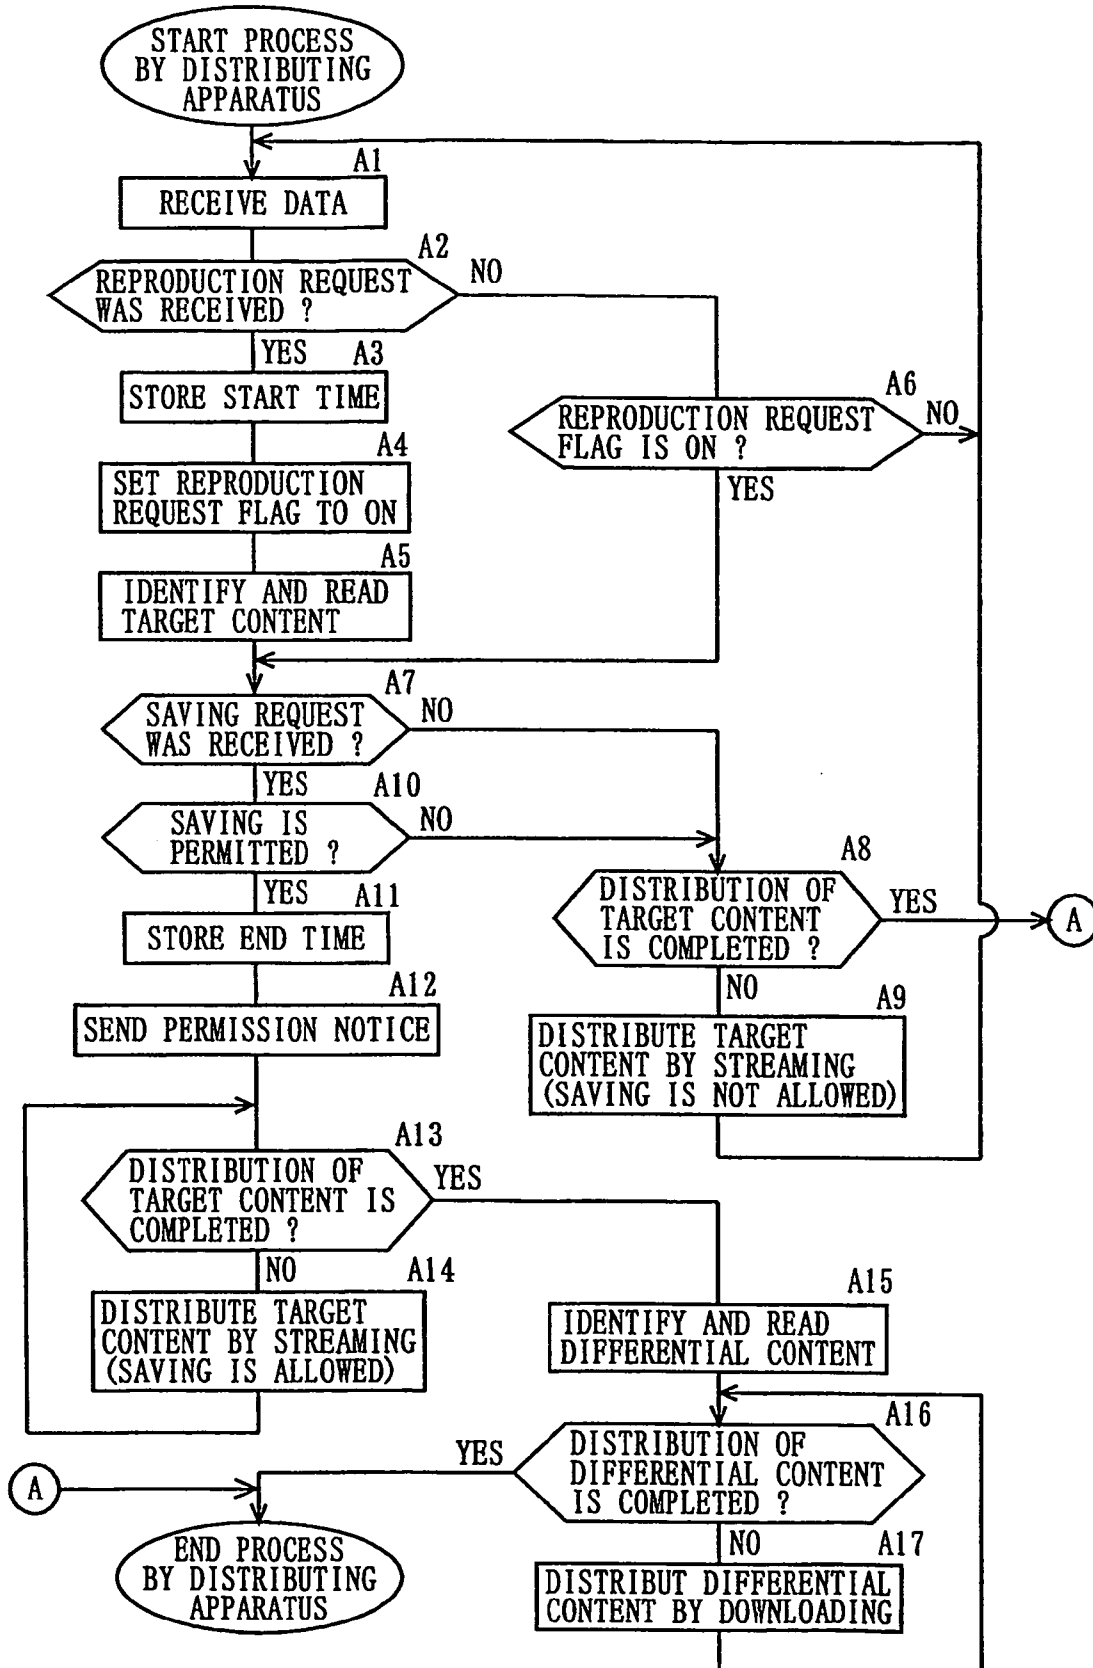 START PROCESS
BY DISTRIBUTING
APPARATUS
A1
RECEIVE DATA
A2
REPRODUCTION REQUEST
WAS RECEIVED ?
NO
YES
A3
STORE START TIME
A6
REPRODUCTION REQUEST
FLAG IS ON ?
NO
YES
A4
SET REPRODUCTION
REQUEST FLAG TO ON
A5
IDENTIFY AND READ
TARGET CONTENT
A7
SAVING REQUEST
WAS RECEIVED ?
NO
YES
A10
SAVING IS
PERMITTED ?
NO
YES
A8
DISTRIBUTION OF
TARGET CONTENT
IS COMPLETED ?
YES
A
NO
A11
STORE END TIME
A12
SEND PERMISSION NOTICE
A9
DISTRIBUTE TARGET
CONTENT BY STREAMING
(SAVING IS NOT ALLOWED)
A13
DISTRIBUTION OF
TARGET CONTENT IS
COMPLETED ?
YES
NO
A14
DISTRIBUTE TARGET
CONTENT BY STREAMING
(SAVING IS ALLOWED)
A15
IDENTIFY AND READ
DIFFERENTIAL CONTENT
A16
DISTRIBUTION OF
DIFFERENTIAL CONTENT
IS COMPLETED ?
YES
NO
A
END PROCESS
BY DISTRIBUTING
APPARATUS
A17
DISTRIBUT DIFFERENTIAL
CONTENT BY DOWNLOADING